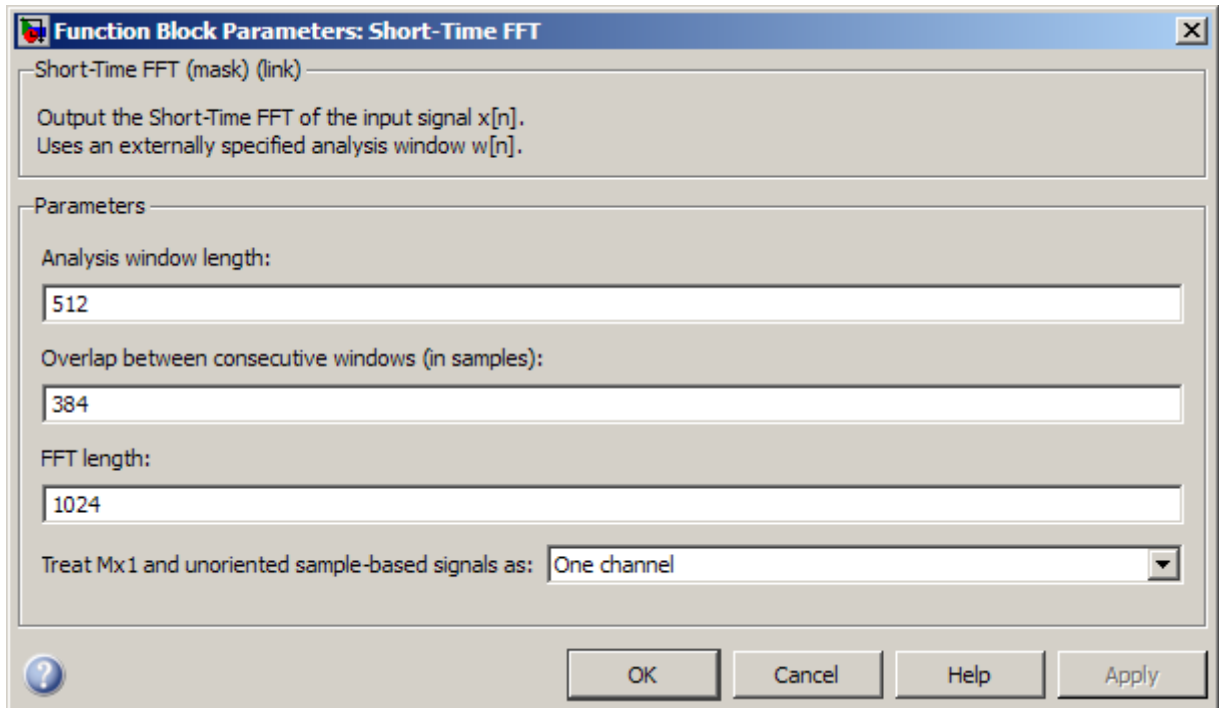 Function Block Parameters: Short-Time FFT
Short-Time FFT (mask) (link)
Output the Short-Time FFT of the input signal x[n].
Uses an externally specified analysis window w[n].
Parameters
Analysis window length:
512
Overlap between consecutive windows (in samples):
384
FFT length:
1024
Treat Mx1 and unoriented sample-based signals as: One channel
OK Cancel Help Apply